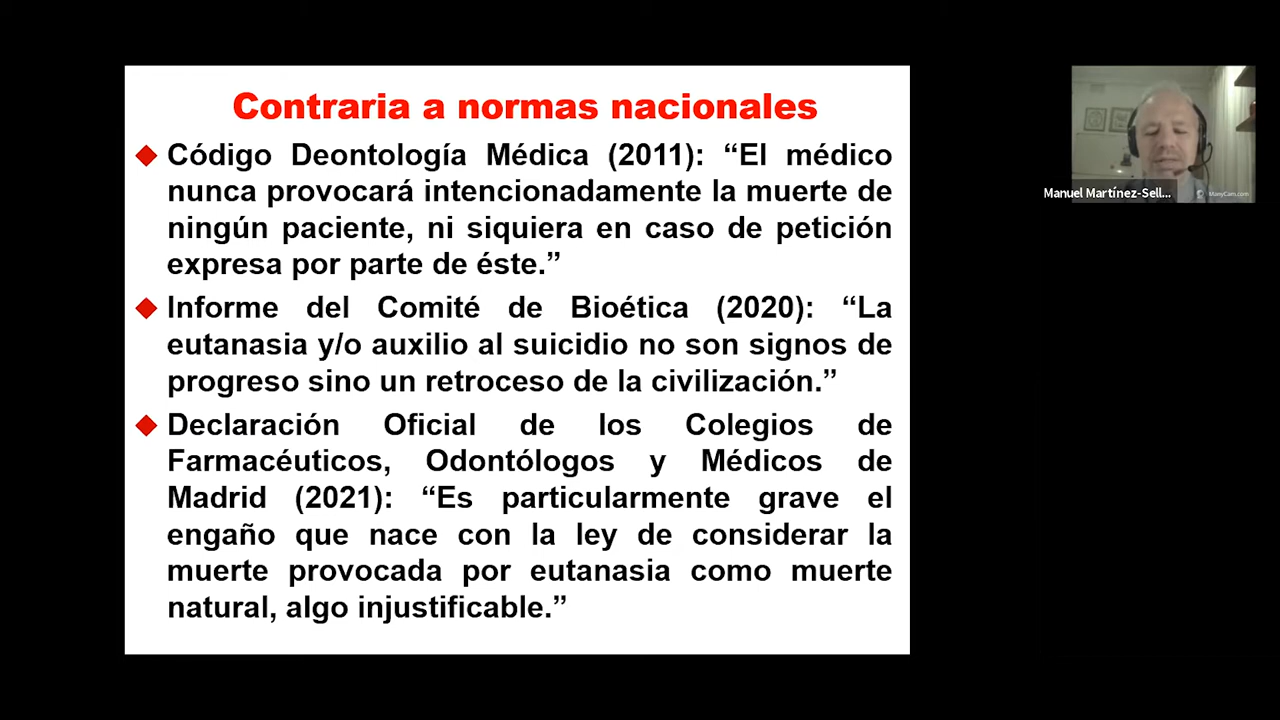 Contraria a normas nacionales
Código Deontología Médica (2011): “El médico
nunca provocará intencionadamente la muerte de
ningún paciente, ni siquiera en caso de petición
expresa por parte de éste.”
Informe del Comité de Bioética (2020): “La
eutanasia y/o auxilio al suicidio no son signos de
progreso sino un retroceso de la civilización.”
Declaración Oficial de los Colegios de
Farmacéuticos, Odontólogos y Médicos de
Madrid (2021): “Es particularmente grave el
engaño que nace con la ley de considerar la
muerte provocada por eutanasia como muerte
natural, algo injustificable.”
Manuel Martínez-Sell...
ManyCam.com